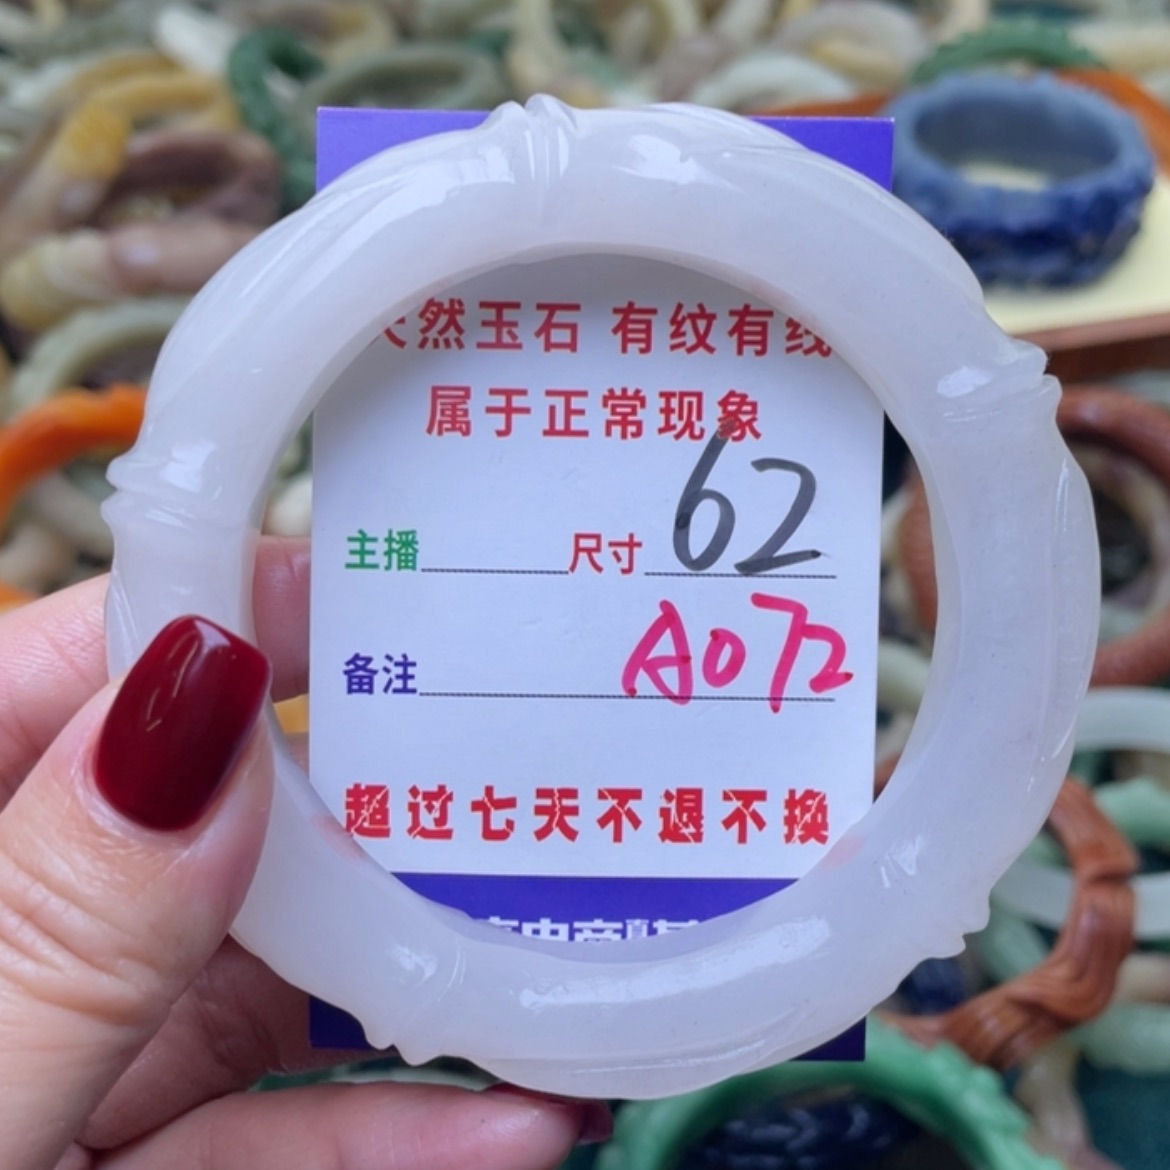 天然玉石 有纹有线
属于正常现象
主播 尺寸 62
备注 A072
超过七天不退不换